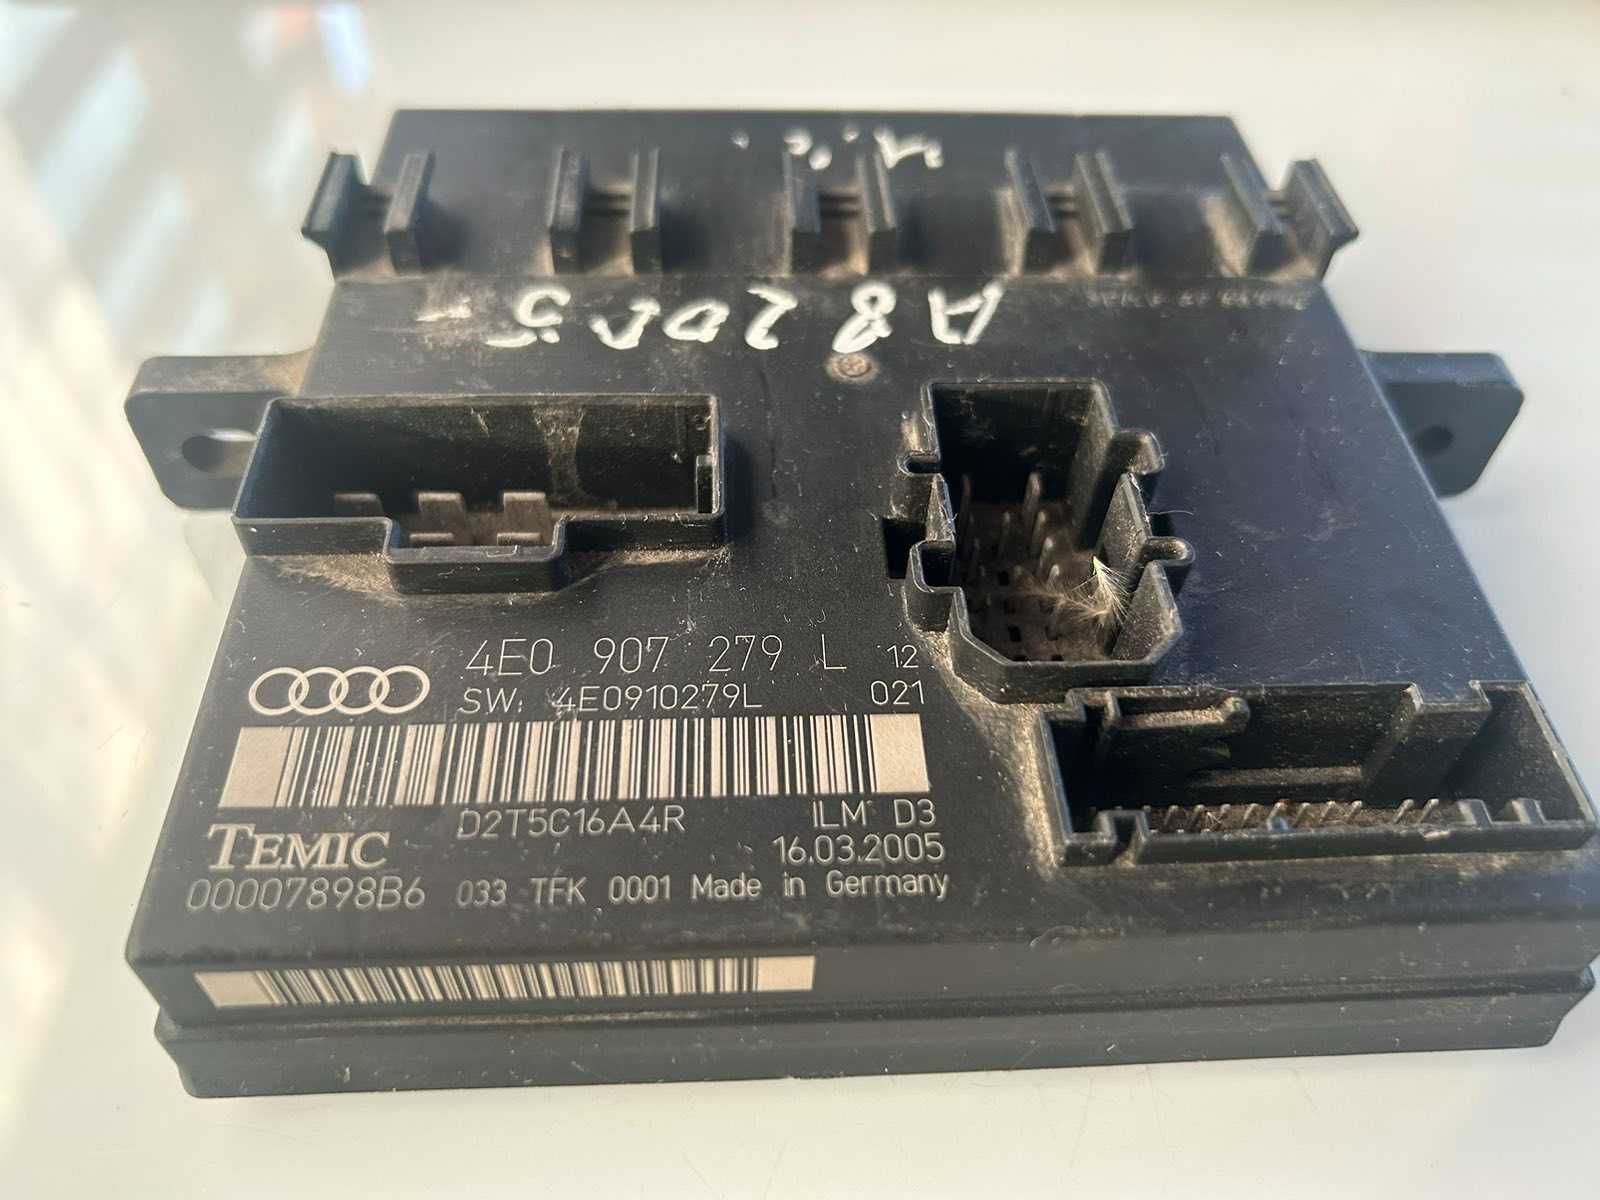 A8 2005
4E0 907 279 L 12
SW: 4E0910279L 021
D2T5C16A4R ILM D3
TEMIC 16.03.2005
00007898B6 033 TFK 0001 Made in Germany